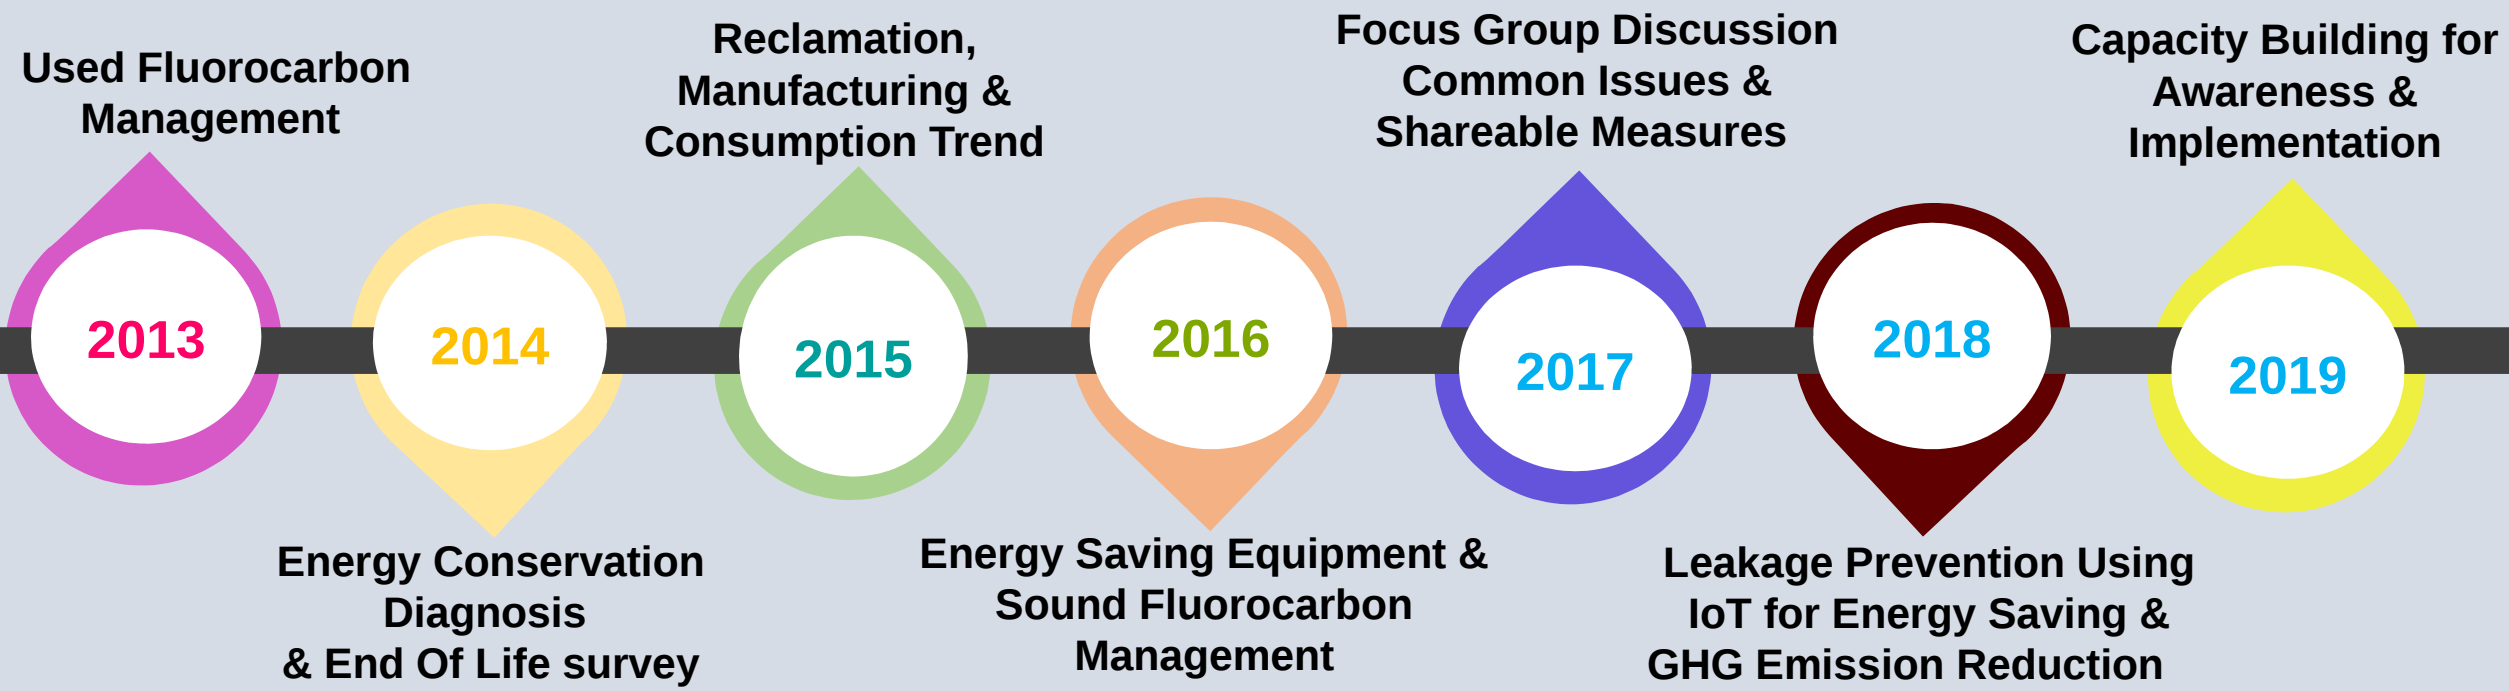 Used Fluorocarbon
Management
2013
Energy Conservation
Diagnosis
& End Of Life survey
2014
Reclamation,
Manufacturing &
Consumption Trend
2015
Energy Saving Equipment &
Sound Fluorocarbon
Management
2016
Focus Group Discussion
Common Issues &
Shareable Measures
2017
Leakage Prevention Using
IoT for Energy Saving &
GHG Emission Reduction
2018
Capacity Building for
Awareness &
Implementation
2019